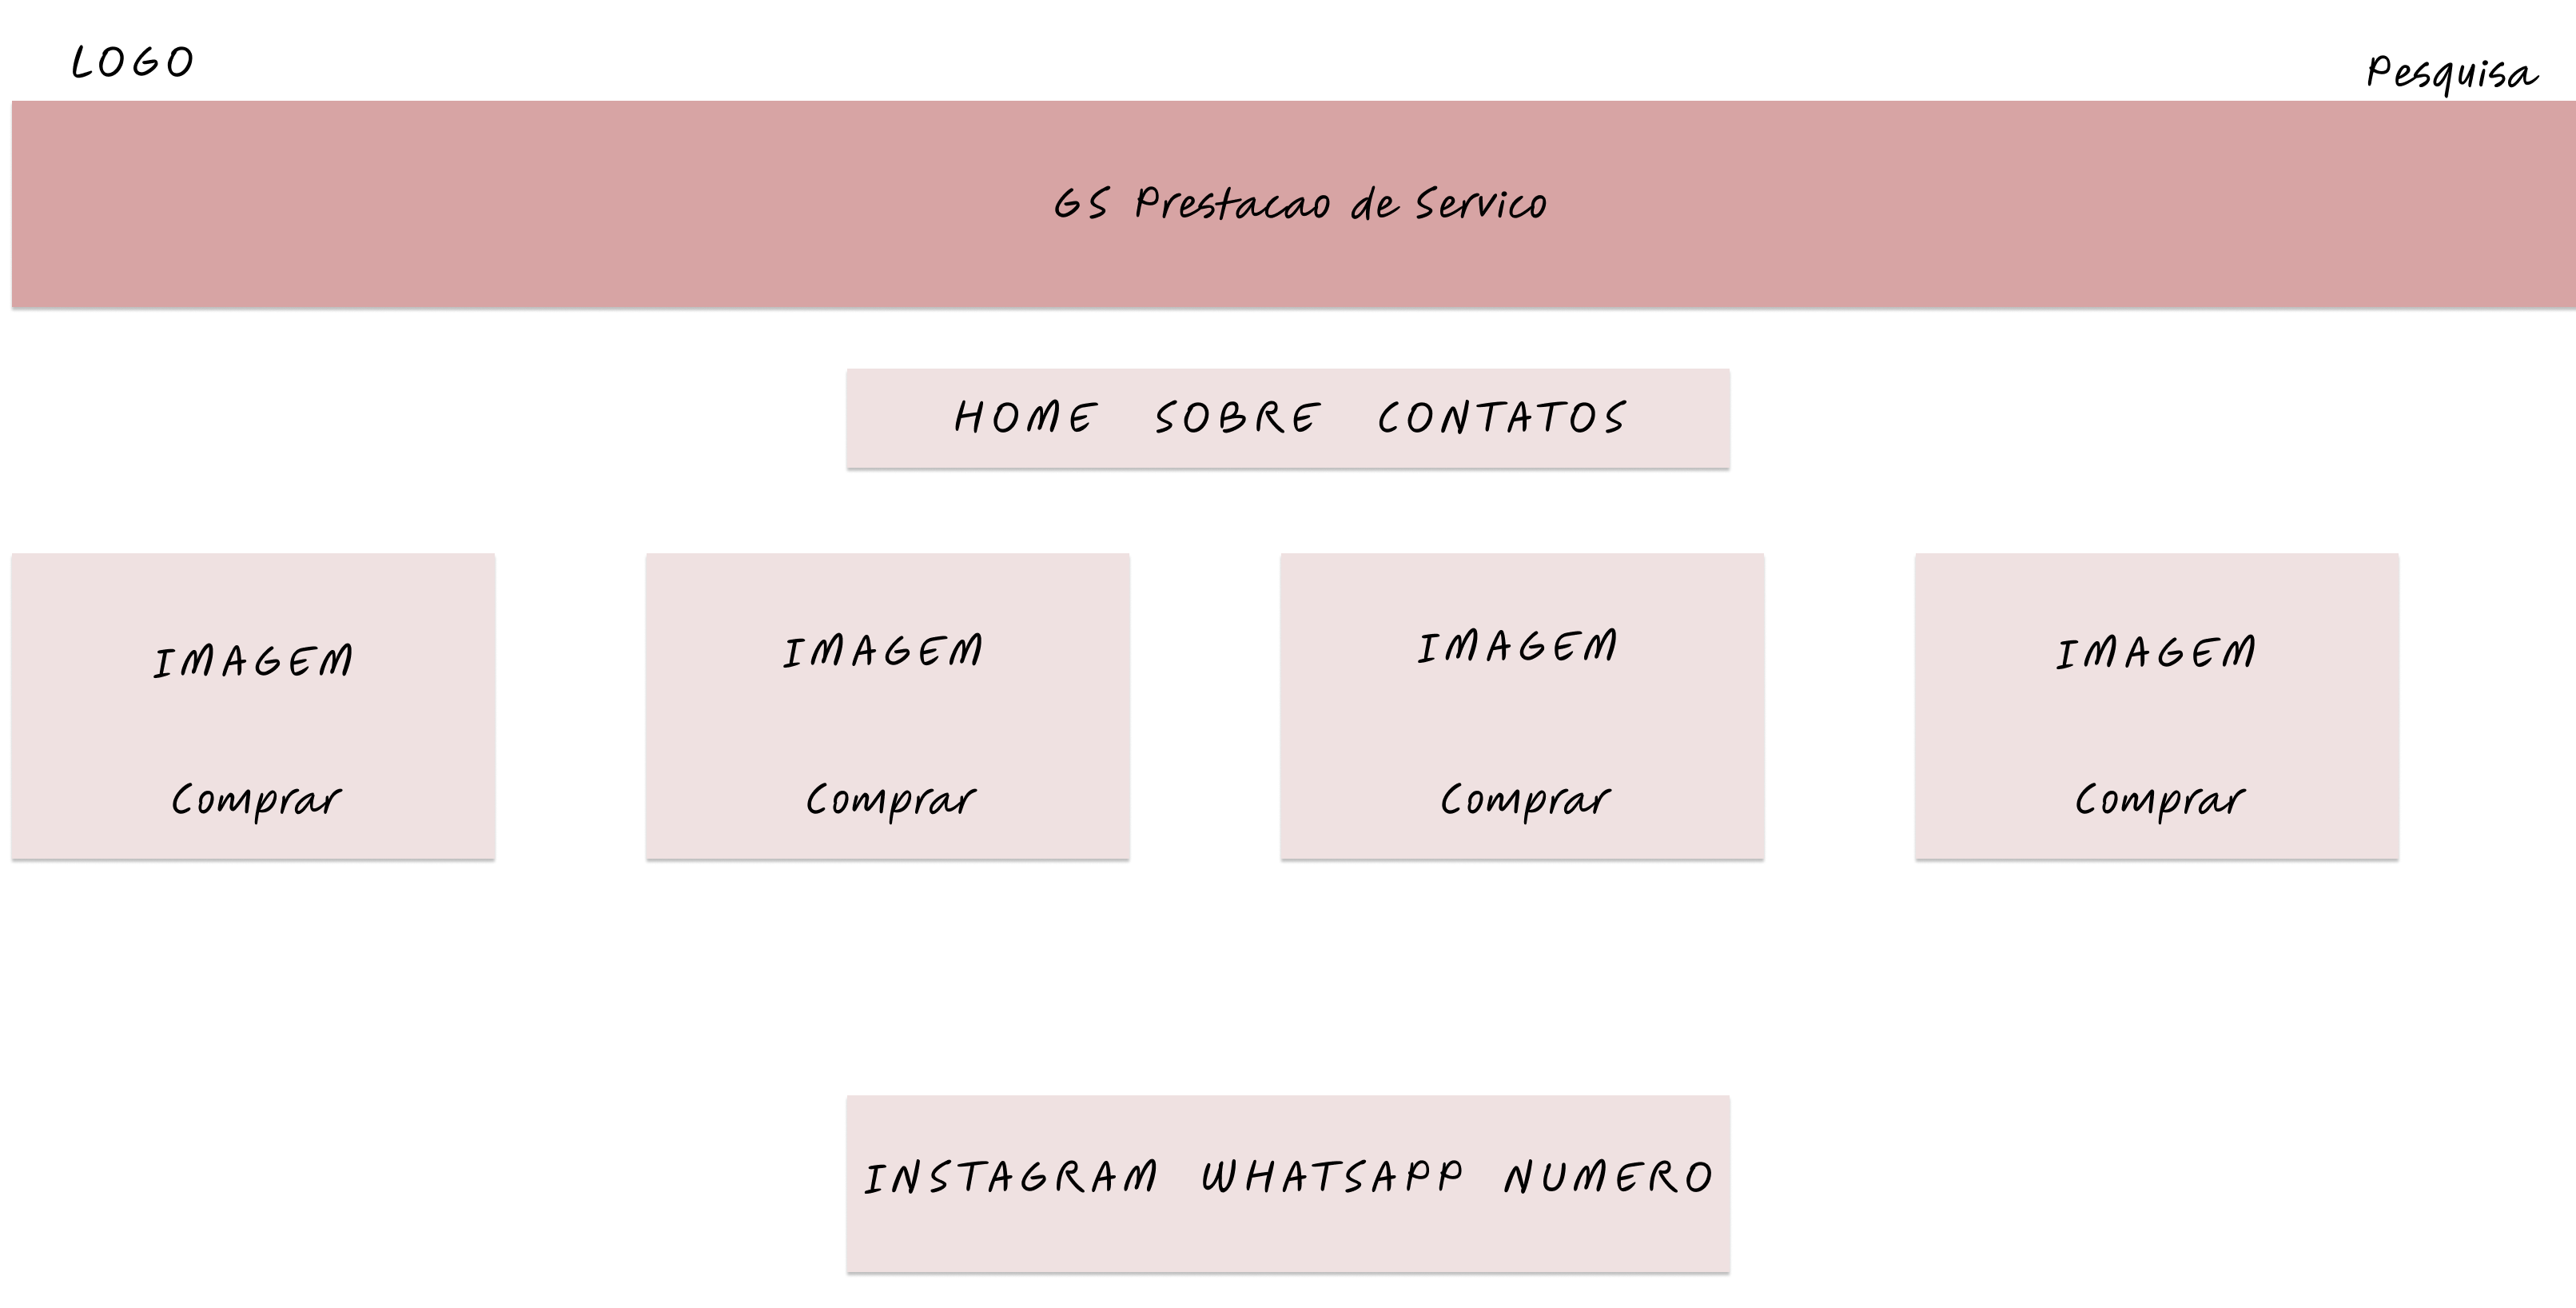 LOGO
Pesquisa
GS Prestacao de Servico
HOME SOBRE CONTATOS
IMAGEM
IMAGEM
IMAGEM
IMAGEM
Comprar
Comprar
Comprar
Comprar
INSTAGRAM WHATSAPP NUMERO